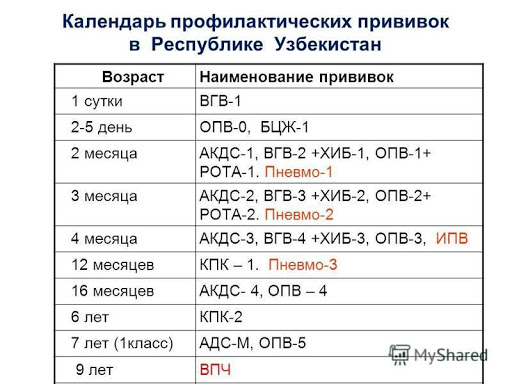 Календарь профилактических прививок
в Республике Узбекистан
Возраст Наименование прививок
1 сутки ВГВ-1
2-5 день ОПВ-0, БЦЖ-1
2 месяца АКДС-1, ВГВ-2 +ХИБ-1, ОПВ-1+
РОТА-1. Пневмо-1
3 месяца АКДС-2, ВГВ-3 +ХИБ-2, ОПВ-2+
РОТА-2. Пневмо-2
4 месяца АКДС-3, ВГВ-4 +ХИБ-3, ОПВ-3, ИПВ
12 месяцев КПК – 1. Пневмо-3
16 месяцев АКДС- 4, ОПВ – 4
6 лет КПК-2
7 лет (1класс) АДС-М, ОПВ-5
9 лет ВПЧ
MyShared